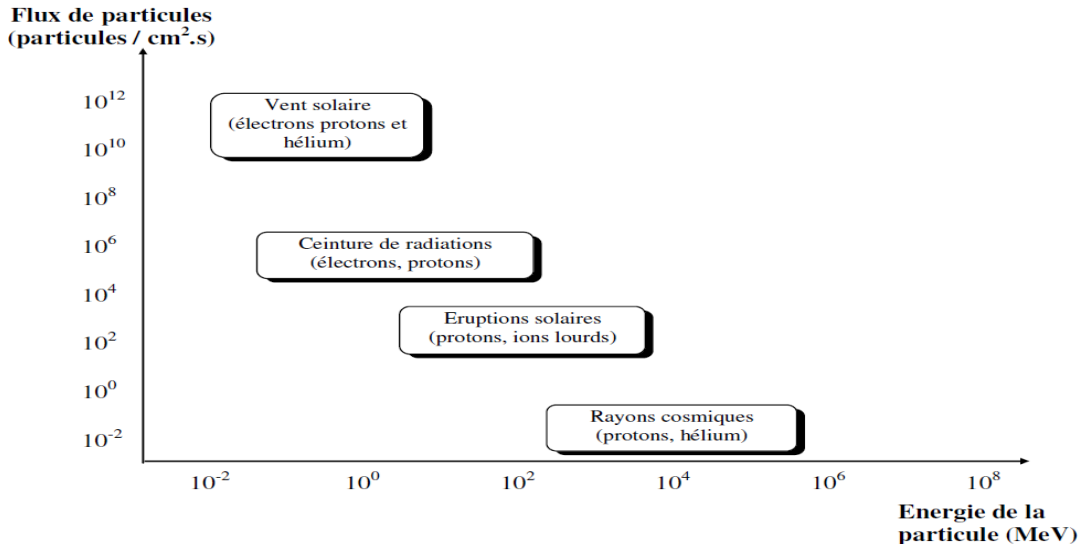 Flux de particules
(particules / cm².s)
10¹²
10¹⁰
10⁸
10⁶
10⁴
10²
10⁰
10⁻²
Vent solaire
(électrons protons et
hélium)
Ceinture de radiations
(électrons, protons)
Eruptions solaires
(protons, ions lourds)
Rayons cosmiques
(protons, hélium)
10⁻²
10⁰
10²
10⁴
10⁶
10⁸
Energie de la
particule (MeV)